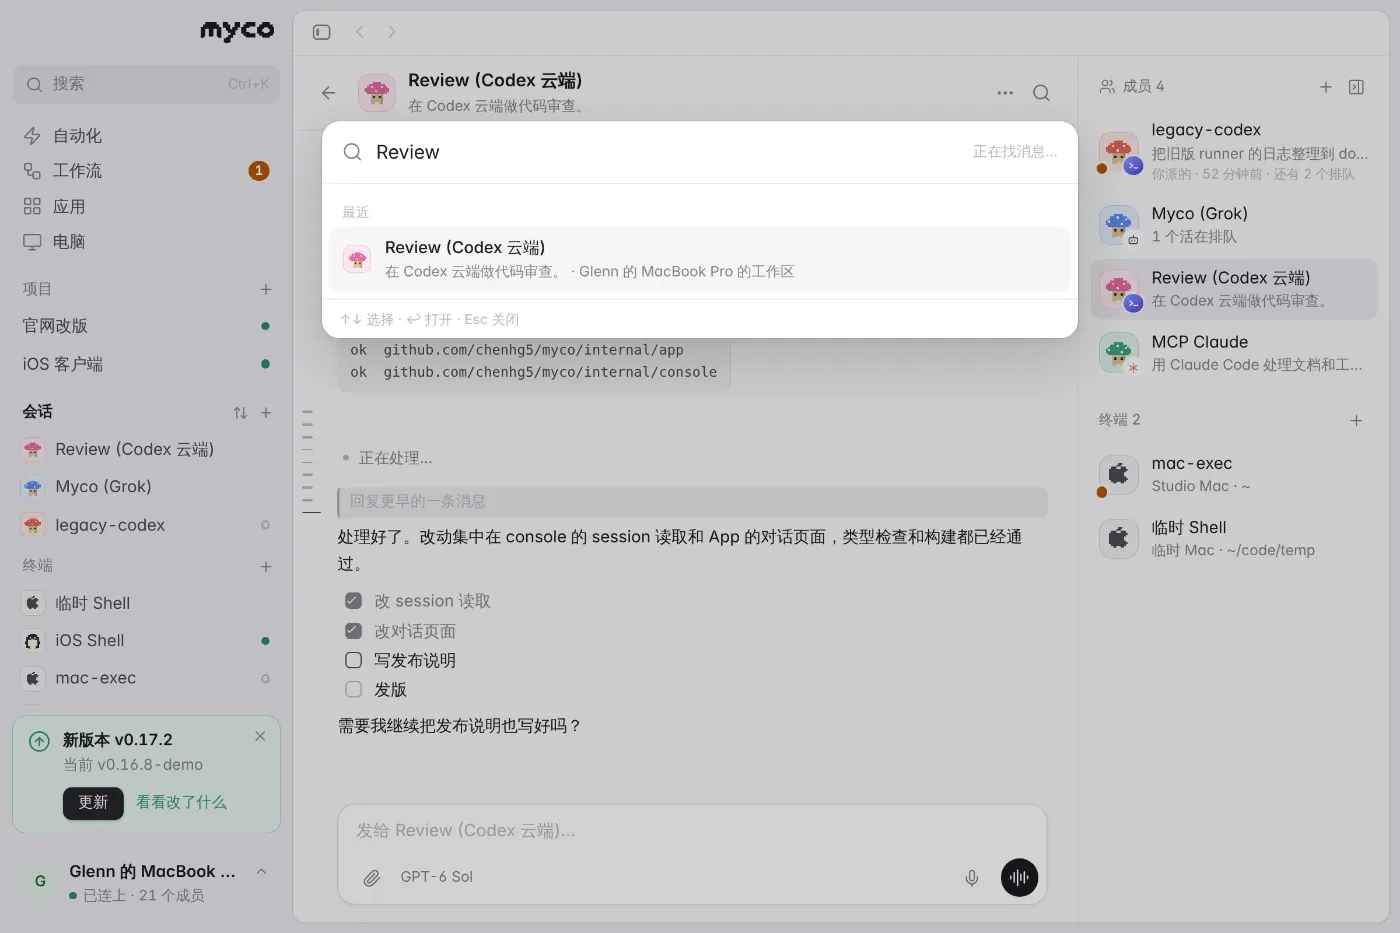 myco
搜索
Ctrl+K
自动化
工作流
1
应用
电脑
项目
官网改版
iOS 客户端
会话
Review (Codex 云端)
Myco (Grok)
legacy-codex
终端
临时 Shell
iOS Shell
mac-exec
新版本 v0.17.2
当前 v0.16.8-demo
更新
看看改了什么
G
Glenn 的 MacBook ...
已连上 · 21 个成员
Review (Codex 云端)
在 Codex 云端做代码审查。
Review
正在找消息...
最近
Review (Codex 云端)
在 Codex 云端做代码审查。 · Glenn 的 MacBook Pro 的工作区
↑↓ 选择 · ↩ 打开 · Esc 关闭
ok github.com/chenhg5/myco/internal/app
ok github.com/chenhg5/myco/internal/console
正在处理...
回复更早的一条消息
处理好了。改动集中在 console 的 session 读取和 App 的对话页面，类型检查和构建都已经通
过。
改 session 读取
改对话页面
写发布说明
发版
需要我继续把发布说明也写好吗？
发给 Review (Codex 云端)...
GPT-6 Sol
成员 4
legacy-codex
把旧版 runner 的日志整理到 do...
你派的 · 52 分钟前 · 还有 2 个排队
Myco (Grok)
1 个活在排队
Review (Codex 云端)
在 Codex 云端做代码审查。
MCP Claude
用 Claude Code 处理文档和工...
终端 2
mac-exec
Studio Mac · ~
临时 Shell
临时 Mac · ~/code/temp